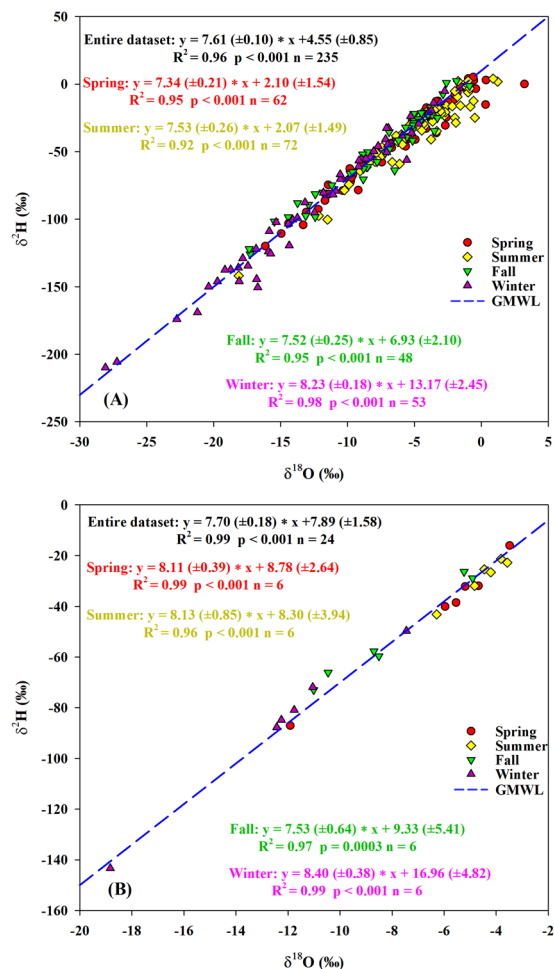 Entire dataset: y = 7.61 (±0.10) * x +4.55 (±0.85)
R² = 0.96 p < 0.001 n = 235
Spring: y = 7.34 (±0.21) * x + 2.10 (±1.54)
R² = 0.95 p < 0.001 n = 62
Summer: y = 7.53 (±0.26) * x + 2.07 (±1.49)
R² = 0.92 p < 0.001 n = 72
50
0
-50
-100
-150
-200
-250
δ²H (‰)
Spring
Summer
Fall
Winter
GMWL
Fall: y = 7.52 (±0.25) * x + 6.93 (±2.10)
R² = 0.95 p < 0.001 n = 48
Winter: y = 8.23 (±0.18) * x + 13.17 (±2.45)
R² = 0.98 p < 0.001 n = 53
(A)
-30 -25 -20 -15 -10 -5 0 5
δ¹⁸O (‰)
Entire dataset: y = 7.70 (±0.18) * x +7.89 (±1.58)
R² = 0.99 p < 0.001 n = 24
Spring: y = 8.11 (±0.39) * x + 8.78 (±2.64)
R² = 0.99 p < 0.001 n = 6
Summer: y = 8.13 (±0.85) * x + 8.30 (±3.94)
R² = 0.96 p < 0.001 n = 6
0
-20
-40
-60
-80
-100
-120
-140
-160
δ²H (‰)
Spring
Summer
Fall
Winter
GMWL
Fall: y = 7.53 (±0.64) * x + 9.33 (±5.41)
R² = 0.97 p = 0.0003 n = 6
Winter: y = 8.40 (±0.38) * x + 16.96 (±4.82)
R² = 0.99 p < 0.001 n = 6
(B)
-20 -18 -16 -14 -12 -10 -8 -6 -4 -2
δ¹⁸O (‰)